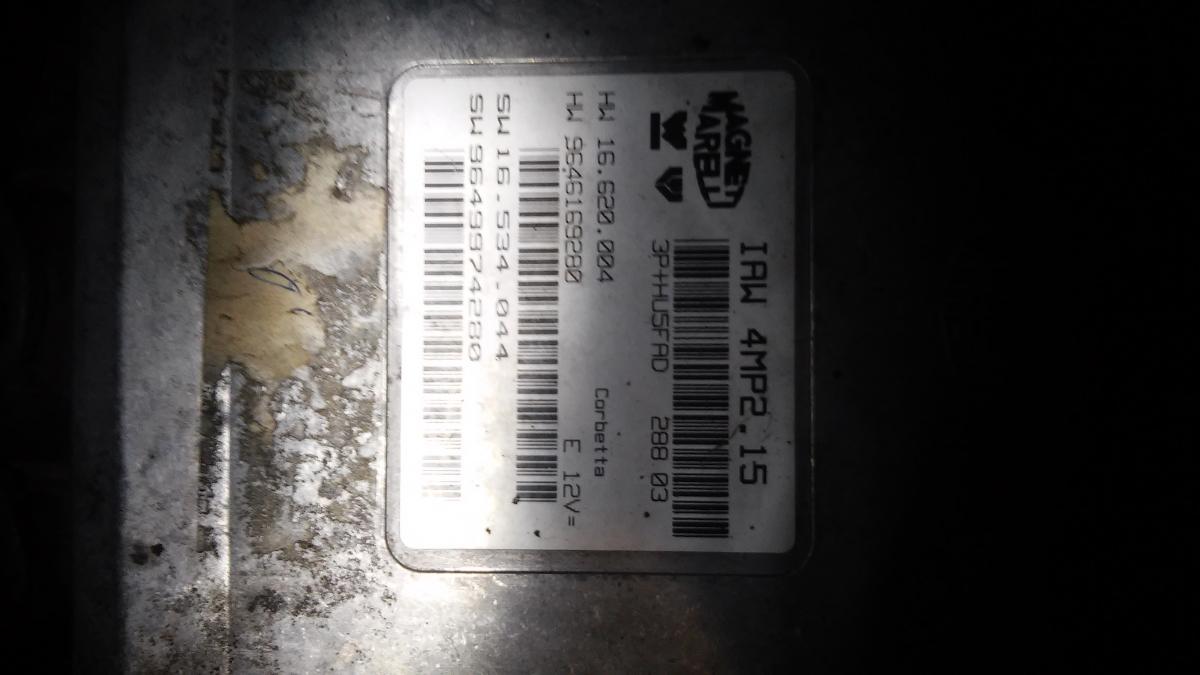 MAGNETI
MARELLI
IAW 4MP2.15
3P+HU5FAD 288 03
HW 16.620.004
Corbetta
HW 9646169280
E 12V=
SW 16.534.044
SW 9649974280